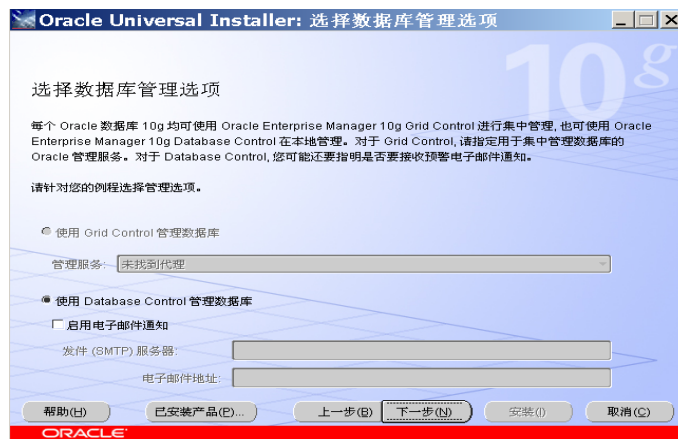 Oracle Universal Installer: 选择数据库管理选项
10g
选择数据库管理选项
每个 Oracle 数据库 10g 均可使用 Oracle Enterprise Manager 10g Grid Control 进行集中管理, 也可使用 Oracle
Enterprise Manager 10g Database Control 在本地管理。对于 Grid Control, 请指定用于集中管理数据库的
Oracle 管理服务。对于 Database Control, 您可能还要指明是否要接收预警电子邮件通知。
请针对您的例程选择管理选项。
使用 Grid Control 管理数据库
管理服务: 未找到代理
使用 Database Control 管理数据库
启用电子邮件通知
发件 (SMTP) 服务器:
电子邮件地址:
帮助(H) 已安装产品(P)... 上一步(B) 下一步(N) 安装(I) 取消(C)
ORACLE